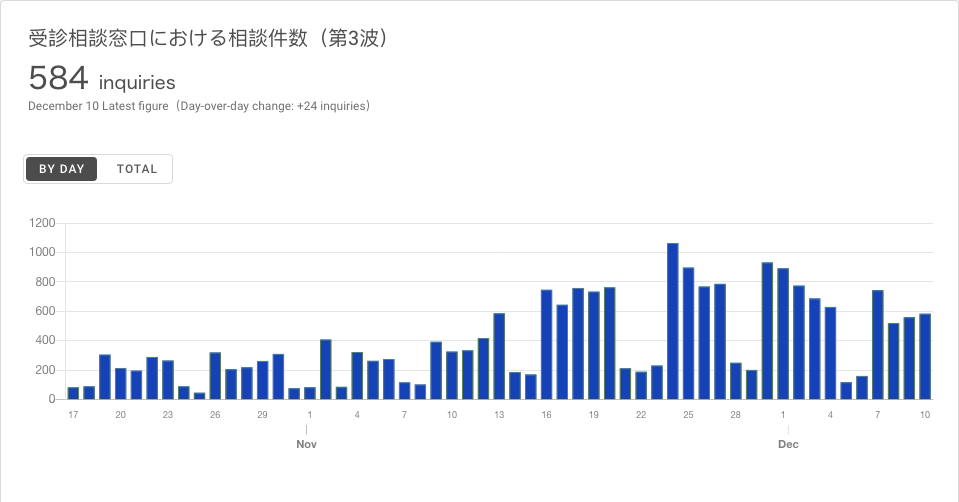 受診相談窓口における相談件数（第3波）
584 inquiries
December 10 Latest figure（Day-over-day change: +24 inquiries）
BY DAY TOTAL
1200
1000
800
600
400
200
0
17 20 23 26 29 1 4 7 10 13 16 19 22 25 28 1 4 7 10
Nov Dec